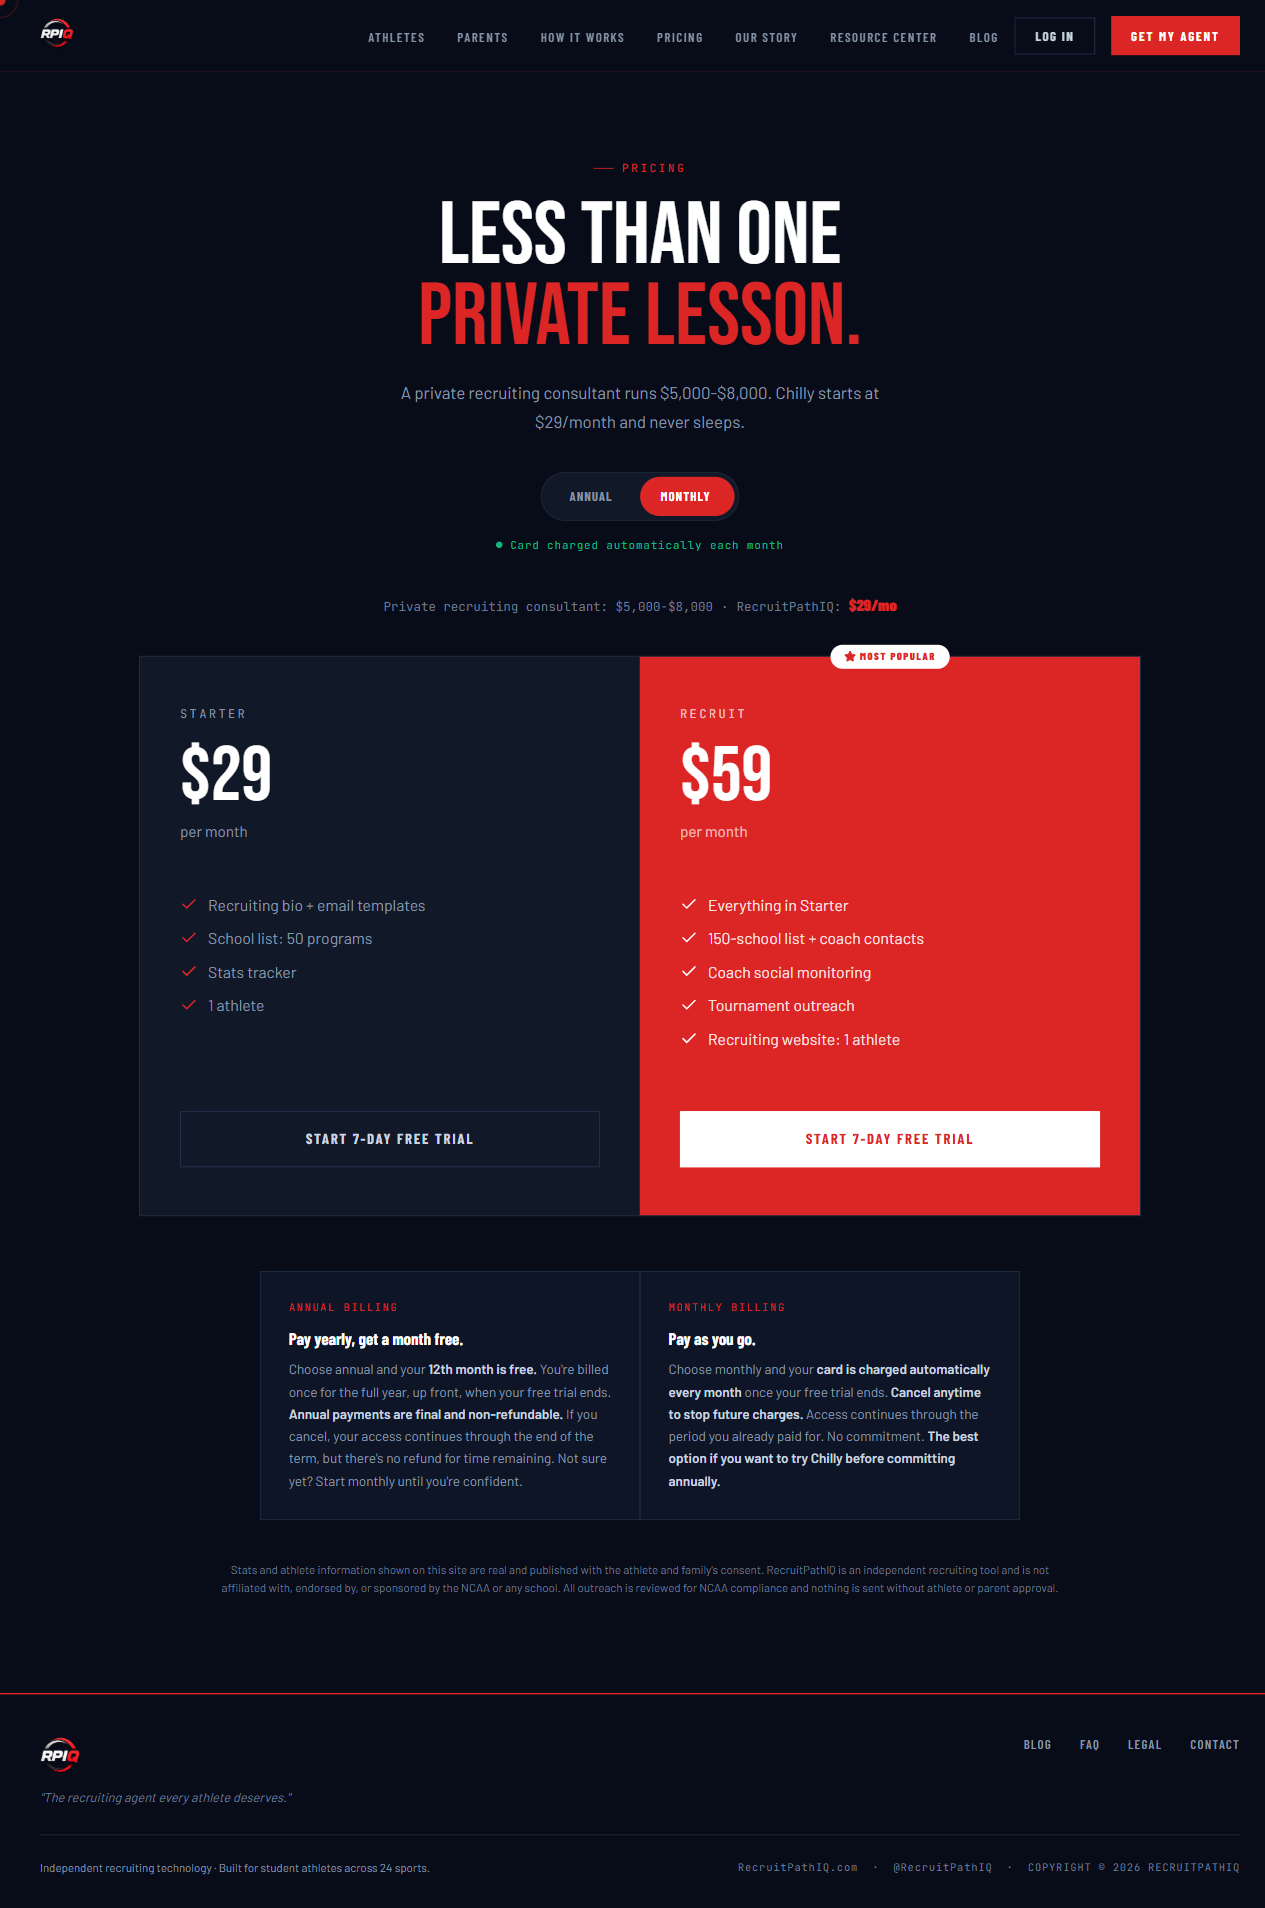 RPIQ
ATHLETES PARENTS HOW IT WORKS PRICING OUR STORY RESOURCE CENTER BLOG LOG IN GET MY AGENT
PRICING
LESS THAN ONE
PRIVATE LESSON.
A private recruiting consultant runs $5,000-$8,000. Chilly starts at
$29/month and never sleeps.
ANNUAL MONTHLY
Card charged automatically each month
Private recruiting consultant: $5,000-$8,000 · RecruitPathIQ: $29/mo
MOST POPULAR
STARTER
$29
per month
Recruiting bio + email templates
School list: 50 programs
Stats tracker
1 athlete
START 7-DAY FREE TRIAL
RECRUIT
$59
per month
Everything in Starter
150-school list + coach contacts
Coach social monitoring
Tournament outreach
Recruiting website: 1 athlete
START 7-DAY FREE TRIAL
ANNUAL BILLING
Pay yearly, get a month free.
Choose annual and your 12th month is free. You're billed
once for the full year, up front, when your free trial ends.
Annual payments are final and non-refundable. If you
cancel, your access continues through the end of the
term, but there's no refund for time remaining. Not sure
yet? Start monthly until you're confident.
MONTHLY BILLING
Pay as you go.
Choose monthly and your card is charged automatically
every month once your free trial ends. Cancel anytime
to stop future charges. Access continues through the
period you already paid for. No commitment. The best
option if you want to try Chilly before committing
annually.
Stats and athlete information shown on this site are real and published with the athlete and family's consent. RecruitPathIQ is an independent recruiting tool and is not
affiliated with, endorsed by, or sponsored by the NCAA or any school. All outreach is reviewed for NCAA compliance and nothing is sent without athlete or parent approval.
RPIQ
BLOG FAQ LEGAL CONTACT
"The recruiting agent every athlete deserves."
Independent recruiting technology · Built for student athletes across 24 sports.
RecruitPathIQ.com · @RecruitPathIQ · COPYRIGHT © 2026 RECRUITPATHIQ